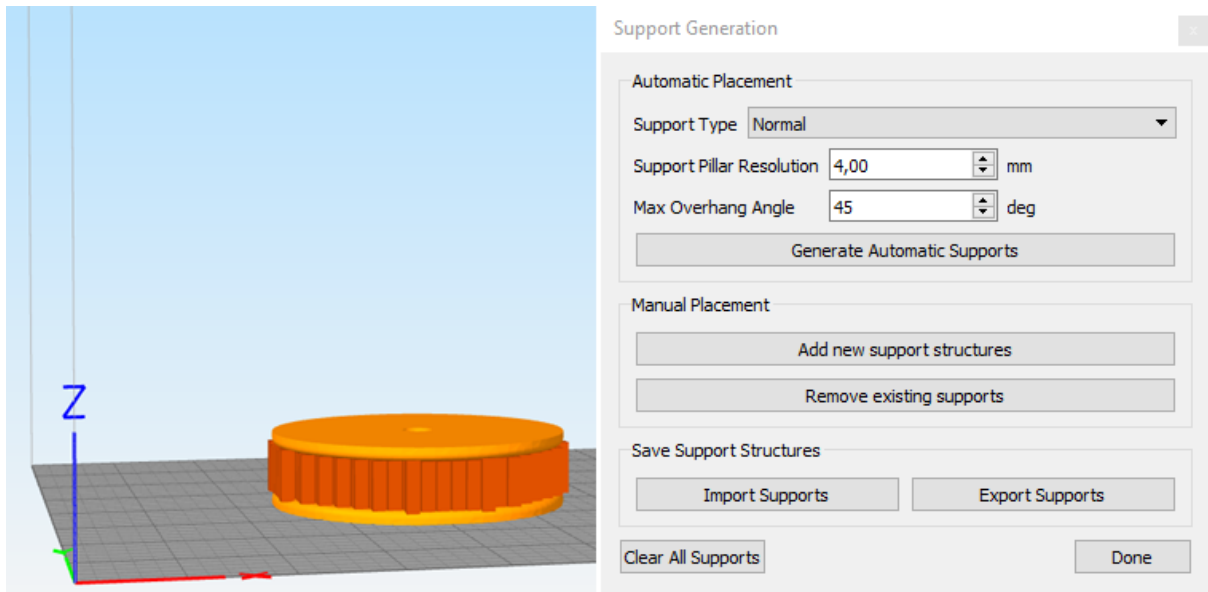 Z
Support Generation
x
Automatic Placement
Support Type Normal
Support Pillar Resolution 4,00 mm
Max Overhang Angle 45 deg
Generate Automatic Supports
Manual Placement
Add new support structures
Remove existing supports
Save Support Structures
Import Supports Export Supports
Clear All Supports Done